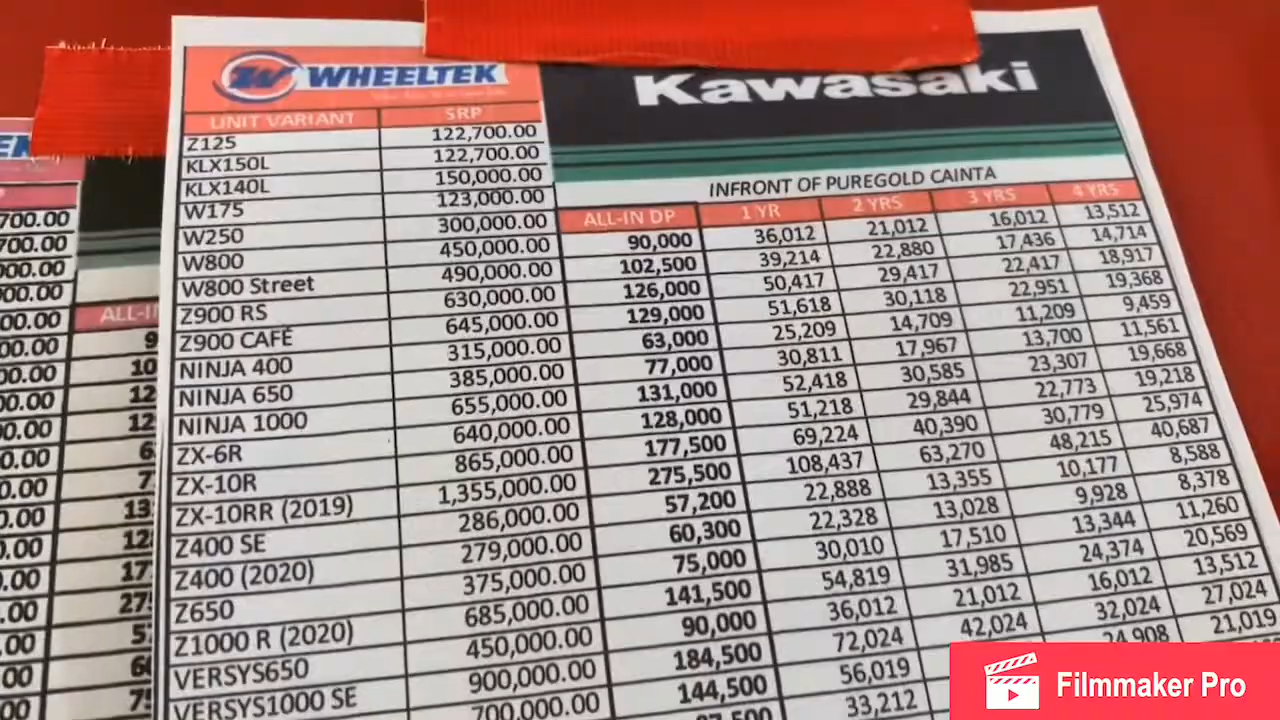 WHEELTEK
Kawasaki
UNIT VARIANT SRP
INFRONT OF PUREGOLD CAINTA
ALL-IN DP 1 YR 2 YRS 3 YRS 4 YRS
Z125 122,700.00
KLX150L 122,700.00
KLX140L 150,000.00
W175 123,000.00
W250 300,000.00
W800 450,000.00 90,000 36,012 21,012 16,012 13,512
W800 Street 490,000.00 102,500 39,214 22,880 17,436 14,714
Z900 RS 630,000.00 126,000 50,417 29,417 22,417 18,917
Z900 CAFÉ 645,000.00 129,000 51,618 30,118 22,951 19,368
NINJA 400 315,000.00 63,000 25,209 14,709 11,209 9,459
NINJA 650 385,000.00 77,000 30,811 17,967 13,700 11,561
NINJA 1000 655,000.00 131,000 52,418 30,585 23,307 19,668
ZX-6R 640,000.00 128,000 51,218 29,844 22,773 19,218
ZX-10R 865,000.00 177,500 69,224 40,390 30,779 25,974
ZX-10RR (2019) 1,355,000.00 275,500 108,437 63,270 48,215 40,687
Z400 SE 286,000.00 57,200 22,888 13,355 10,177 8,588
Z400 (2020) 279,000.00 60,300 22,328 13,028 9,928 8,378
Z650 375,000.00 75,000 30,010 17,510 13,344 11,260
Z1000 R (2020) 685,000.00 141,500 54,819 31,985 24,374 20,569
VERSYS650 450,000.00 90,000 36,012 21,012 16,012 13,512
VERSYS1000 SE 900,000.00 184,500 72,024 42,024 32,024 27,024
700,000.00 144,500 56,019 24,908 21,019
33,212
Filmmaker Pro